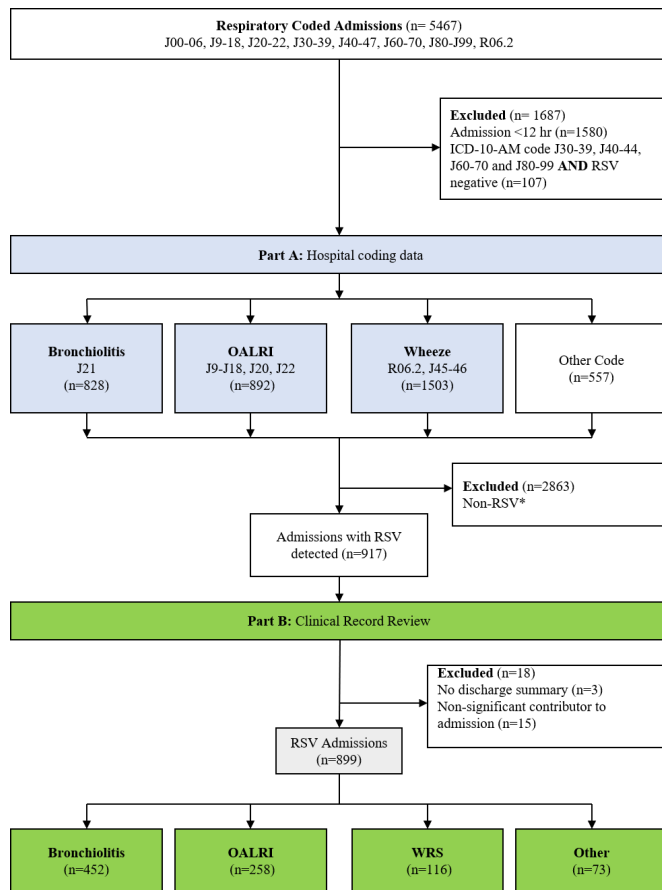 Respiratory Coded Admissions (n= 5467)
J00-06, J9-18, J20-22, J30-39, J40-47, J60-70, J80-J99, R06.2
Excluded (n= 1687)
Admission <12 hr (n=1580)
ICD-10-AM code J30-39, J40-44,
J60-70 and J80-99 AND RSV
negative (n=107)
Part A: Hospital coding data
Bronchiolitis
J21
(n=828)
OALRI
J9-J18, J20, J22
(n=892)
Wheeze
R06.2, J45-46
(n=1503)
Other Code
(n=557)
Excluded (n=2863)
Non-RSV*
Admissions with RSV
detected (n=917)
Part B: Clinical Record Review
Excluded (n=18)
No discharge summary (n=3)
Non-significant contributor to
admission (n=15)
RSV Admissions
(n=899)
Bronchiolitis
(n=452)
OALRI
(n=258)
WRS
(n=116)
Other
(n=73)